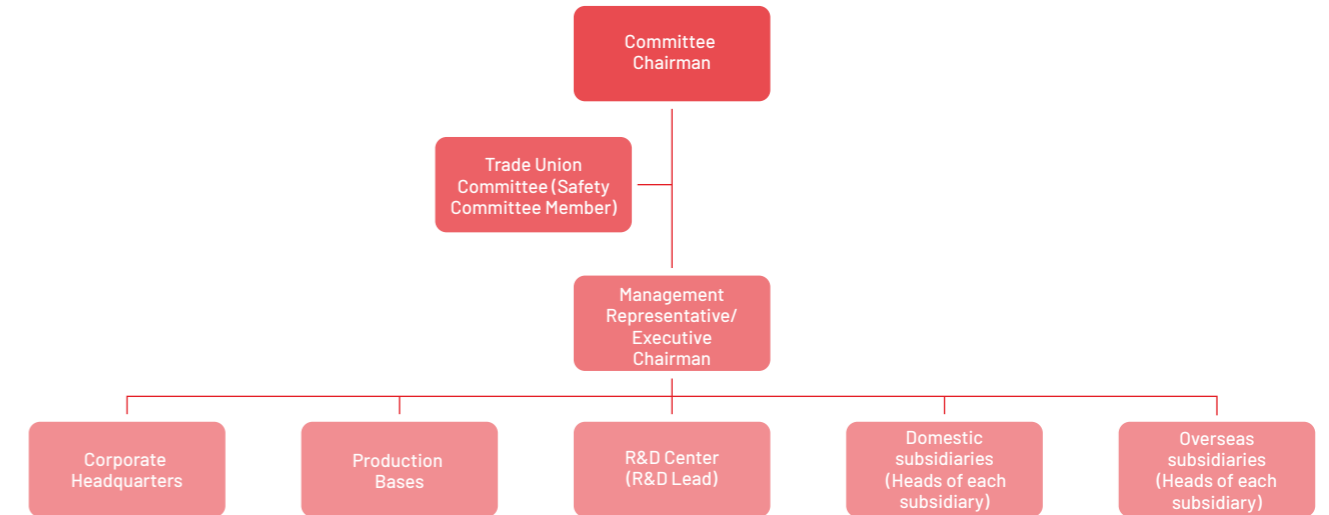 Committee
Chairman
Trade Union
Committee (Safety
Committee Member)
Management
Representative/
Executive
Chairman
Corporate
Headquarters
Production
Bases
R&D Center
(R&D Lead)
Domestic
subsidiaries
(Heads of each
subsidiary)
Overseas
subsidiaries
(Heads of each
subsidiary)